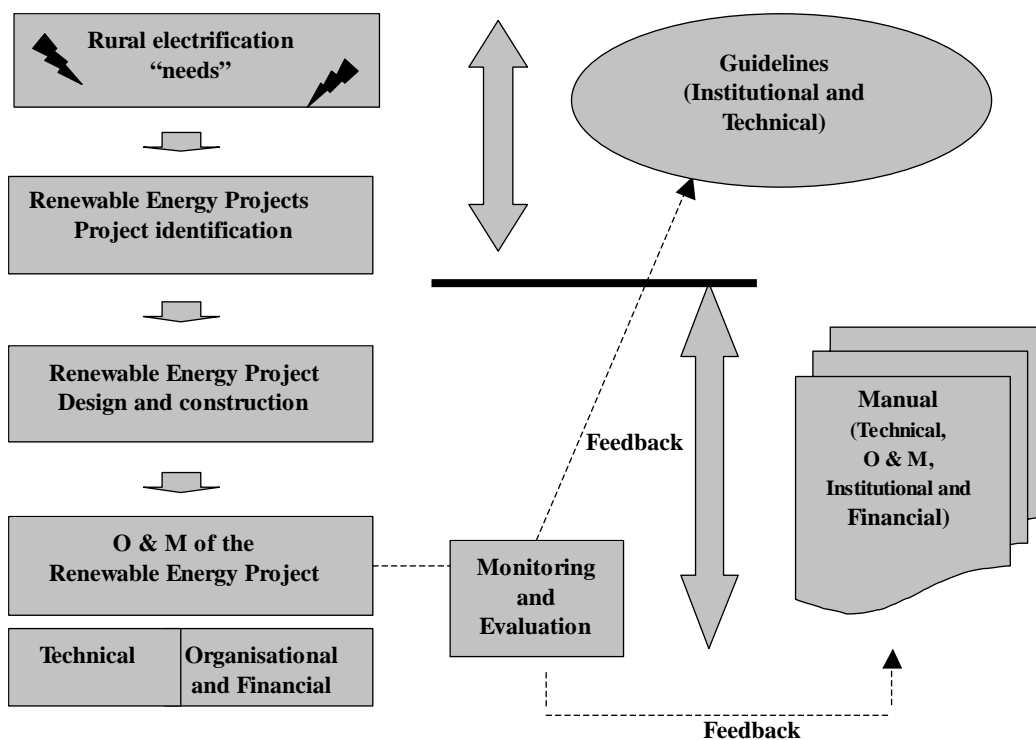 Rural electrification
“needs”
Renewable Energy Projects
Project identification
Renewable Energy Project
Design and construction
O & M of the
Renewable Energy Project
Technical
Organisational
and Financial
Monitoring
and
Evaluation
Feedback
Feedback
Guidelines
(Institutional and
Technical)
Manual
(Technical,
O & M,
Institutional and
Financial)